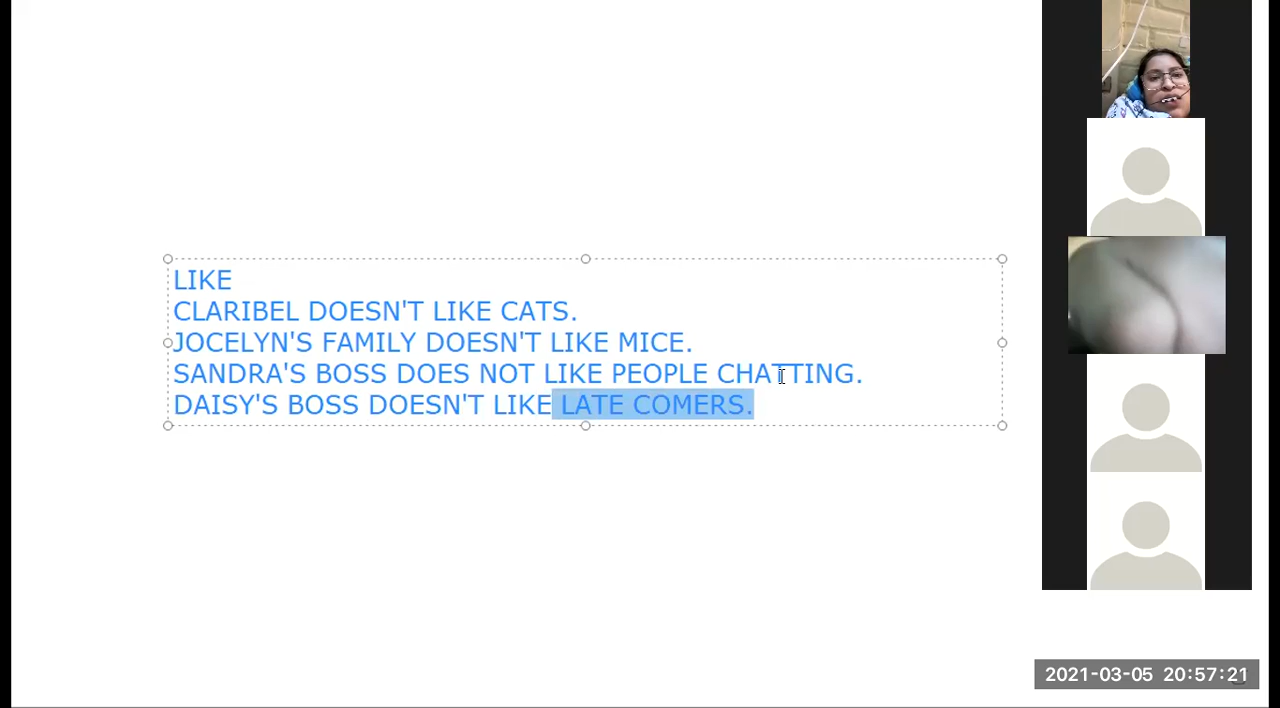 LIKE
CLARIBEL DOESN'T LIKE CATS.
JOCELYN'S FAMILY DOESN'T LIKE MICE.
SANDRA'S BOSS DOES NOT LIKE PEOPLE CHATTING.
DAISY'S BOSS DOESN'T LIKE LATE COMERS.
2021-03-05 20:57:21